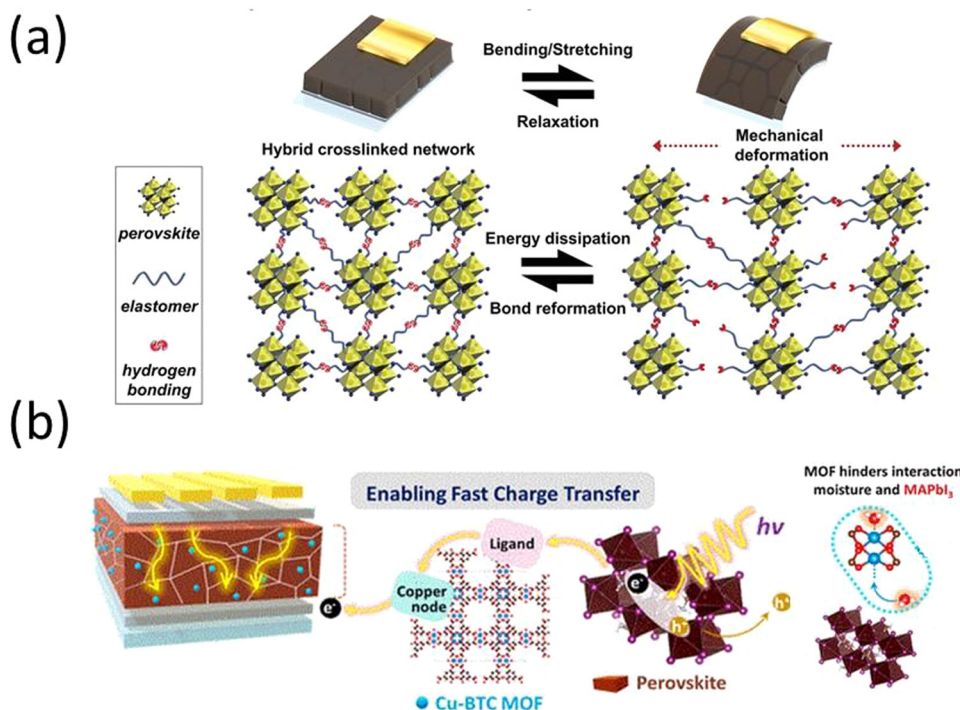 (a)
Bending/Stretching
Relaxation
Hybrid crosslinked network
Mechanical
deformation
perovskite
elastomer
hydrogen
bonding
Energy dissipation
Bond reformation
(b)
Enabling Fast Charge Transfer
MOF hinders interaction
moisture and MAPbI₃
Ligand
hν
Copper
node
e⁻
e⁻
h⁺
h⁺
Cu-BTC MOF
Perovskite